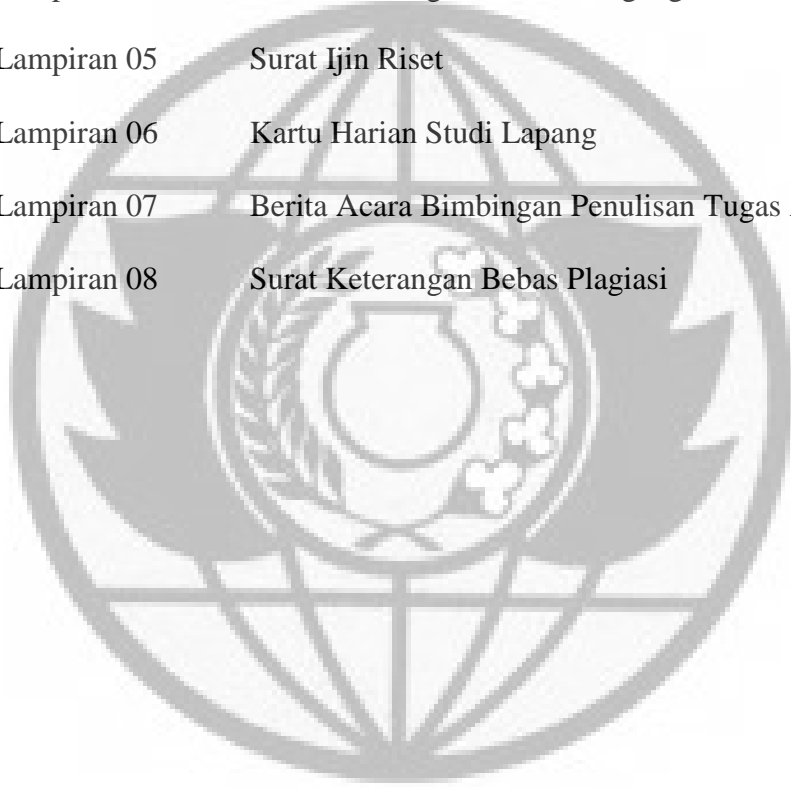 Lampiran 05 Surat Ijin Riset
Lampiran 06 Kartu Harian Studi Lapang
Lampiran 07 Berita Acara Bimbingan Penulisan Tugas
Lampiran 08 Surat Keterangan Bebas Plagiasi